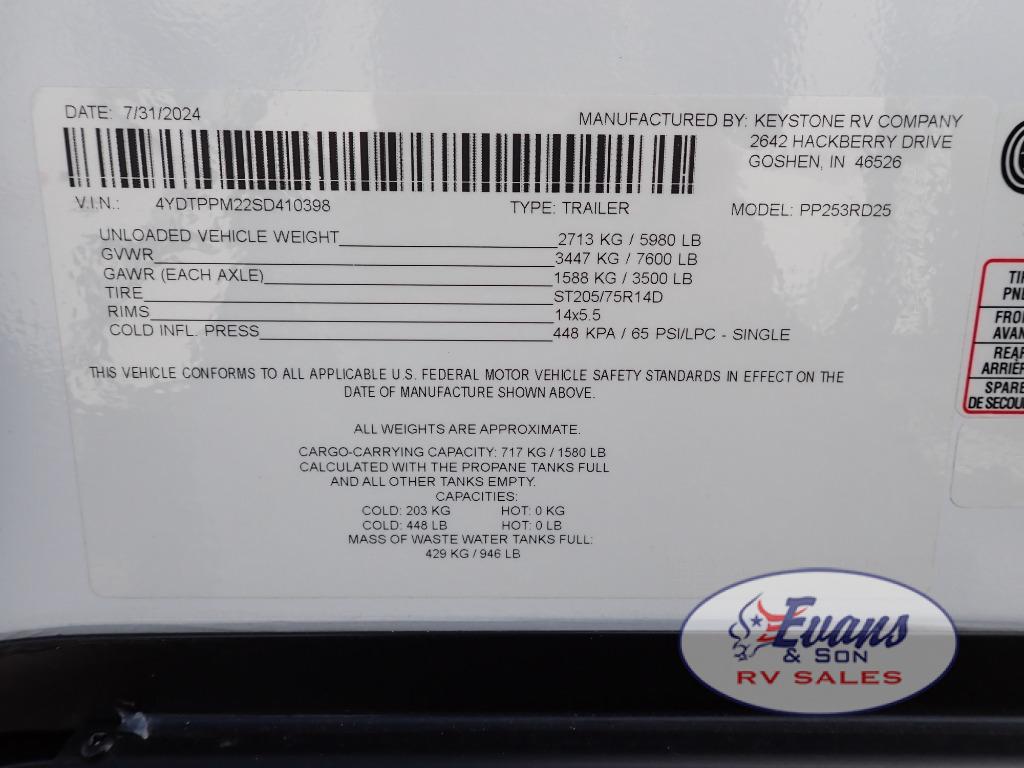 DATE: 7/31/2024
MANUFACTURED BY: KEYSTONE RV COMPANY
2642 HACKBERRY DRIVE
GOSHEN, IN 46526
V.I.N.: 4YDTPPM22SD410398 TYPE: TRAILER MODEL: PP253RD25
UNLOADED VEHICLE WEIGHT 2713 KG / 5980 LB
GVWR 3447 KG / 7600 LB
GAWR (EACH AXLE) 1588 KG / 3500 LB
TIRE ST205/75R14D
RIMS 14x5.5
COLD INFL. PRESS 448 KPA / 65 PSI/LPC - SINGLE
THIS VEHICLE CONFORMS TO ALL APPLICABLE U.S. FEDERAL MOTOR VEHICLE SAFETY STANDARDS IN EFFECT ON THE
DATE OF MANUFACTURE SHOWN ABOVE.
ALL WEIGHTS ARE APPROXIMATE.
CARGO-CARRYING CAPACITY: 717 KG / 1580 LB
CALCULATED WITH THE PROPANE TANKS FULL
AND ALL OTHER TANKS EMPTY.
CAPACITIES:
COLD: 203 KG HOT: 0 KG
COLD: 448 LB HOT: 0 LB
MASS OF WASTE WATER TANKS FULL:
429 KG / 946 LB
FRO
AVAN
REAR
ARRIÈR
SPARE
DE SECOU
Evans
& SON
RV SALES